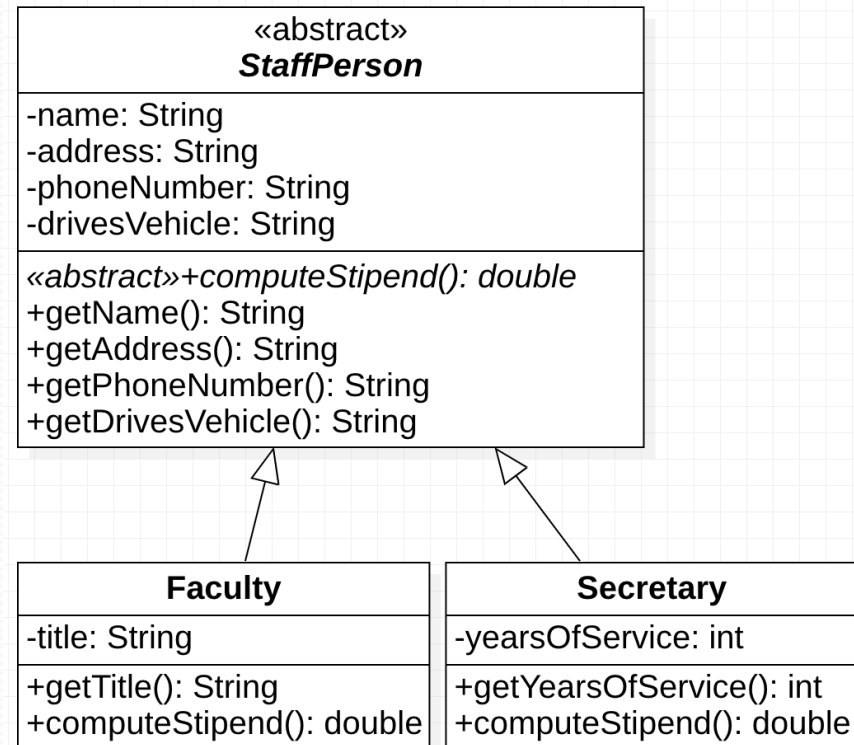 «abstract»
StaffPerson
-name: String
-address: String
-phoneNumber: String
-drivesVehicle: String
«abstract»+computeStipend(): double
+getName(): String
+getAddress(): String
+getPhoneNumber(): String
+getDrivesVehicle(): String
Faculty
-title: String
+getTitle(): String
+computeStipend(): double
Secretary
-yearsOfService: int
+getYearsOfService(): int
+computeStipend(): double